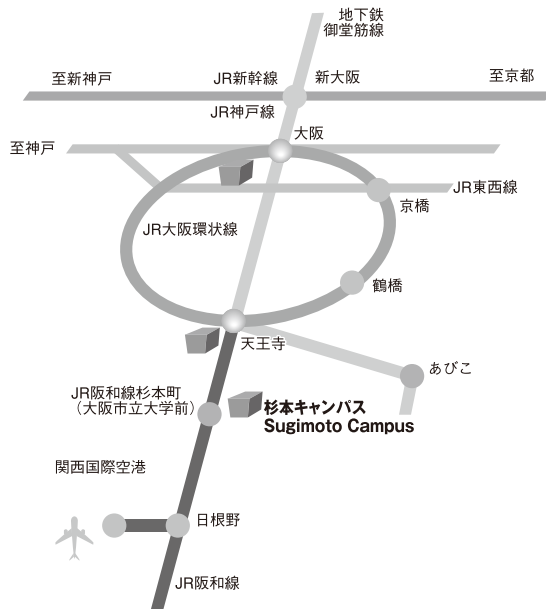 地下鉄
御堂筋線
至新神戸
JR新幹線
新大阪
至京都
JR神戸線
大阪
至神戸
JR東西線
京橋
JR大阪環状線
鶴橋
天王寺
あびこ
JR阪和線杉本町
（大阪市立大学前）
杉本キャンパス
Sugimoto Campus
関西国際空港
日根野
JR阪和線